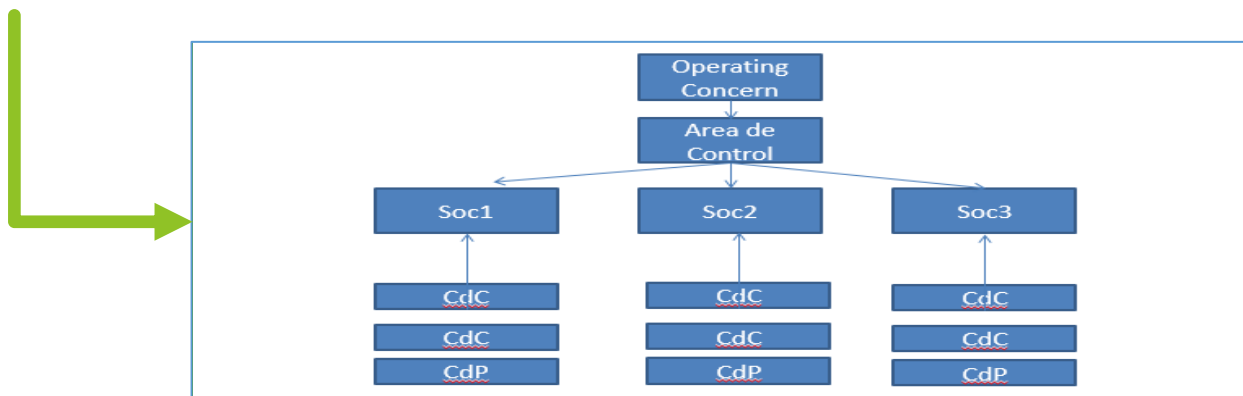 Operating
Concern
Area de
Control
Soc1 Soc2 Soc3
CdC CdC CdC
CdC CdC CdC
CdP CdP CdP